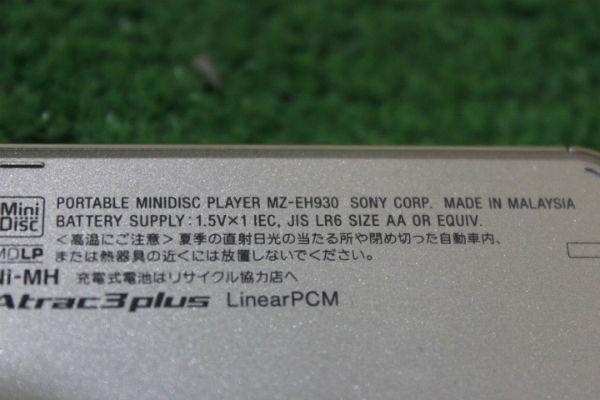 Mini Disc
PORTABLE MINIDISC PLAYER MZ-EH930 SONY CORP. MADE IN MALAYSIA
BATTERY SUPPLY: 1.5V×1 IEC, JIS LR6 SIZE AA OR EQUIV.
<高温にご注意> 夏季の直射日光の当たる所や閉め切った自動車内、
MDLP または熱器具の近くには放置しないでください。
Ni-MH 充電式電池はリサイクル協力店へ
Atrac3plus LinearPCM